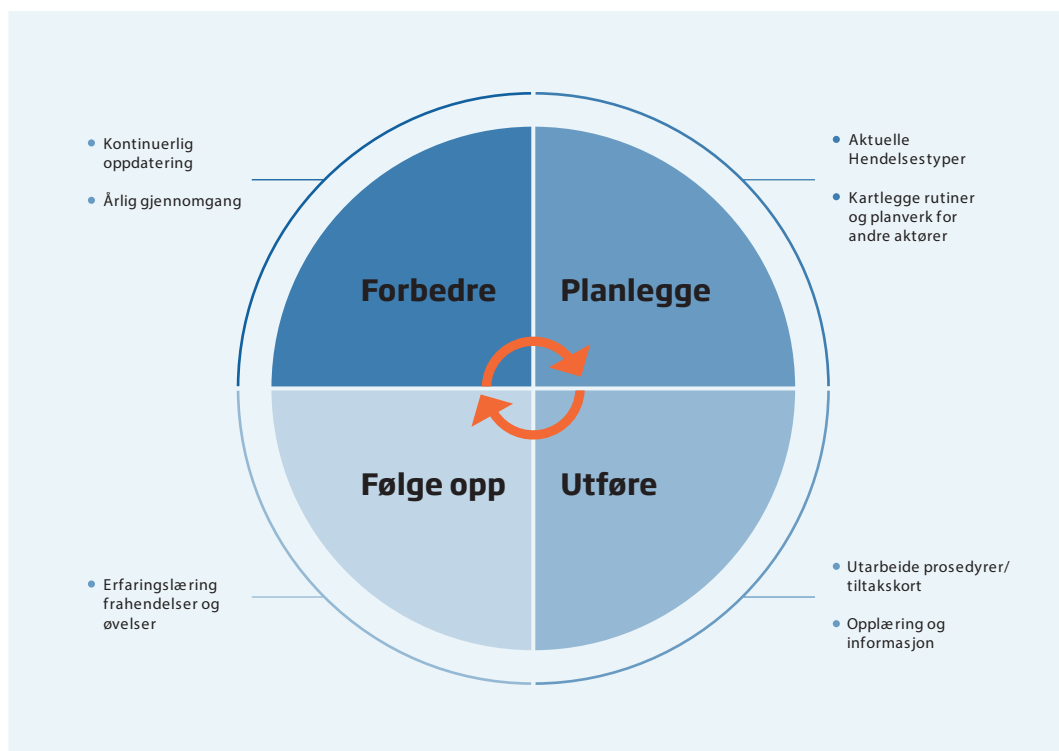 Kontinuerlig
oppdatering
Årlig gjennomgang
Aktuelle
Hendelsestyper
Kartlegge rutiner
og planverk for
andre aktører
Forbedre
Planlegge
Følge opp
Utføre
Erfaringslæring
frahendelser og
øvelser
Utarbeide prosedyrer/
tiltakskort
Opplæring og
informasjon